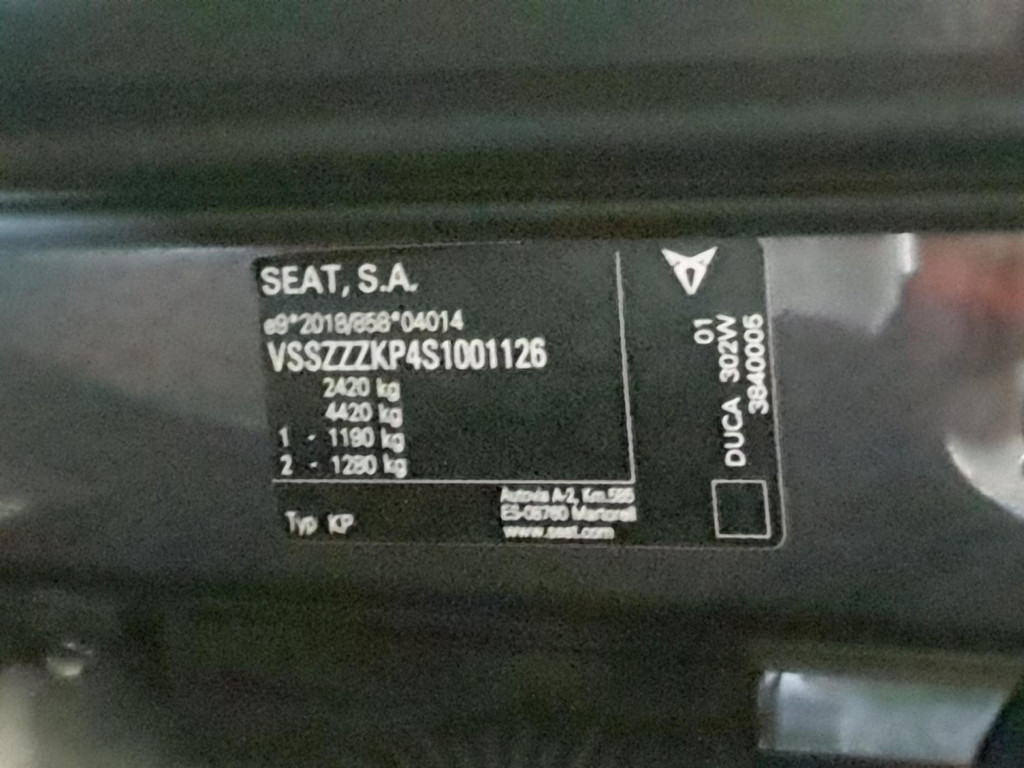 SEAT, S.A.
e9*2018/858*04014
VSSZZZKP4S1001126
2420 kg
4420 kg
1 - 1190 kg
2 - 1280 kg
Typ KP
Autovia A-2, Km.585
ES-08760 Martorell
www.seat.com
01
DUCA 302W
3840006